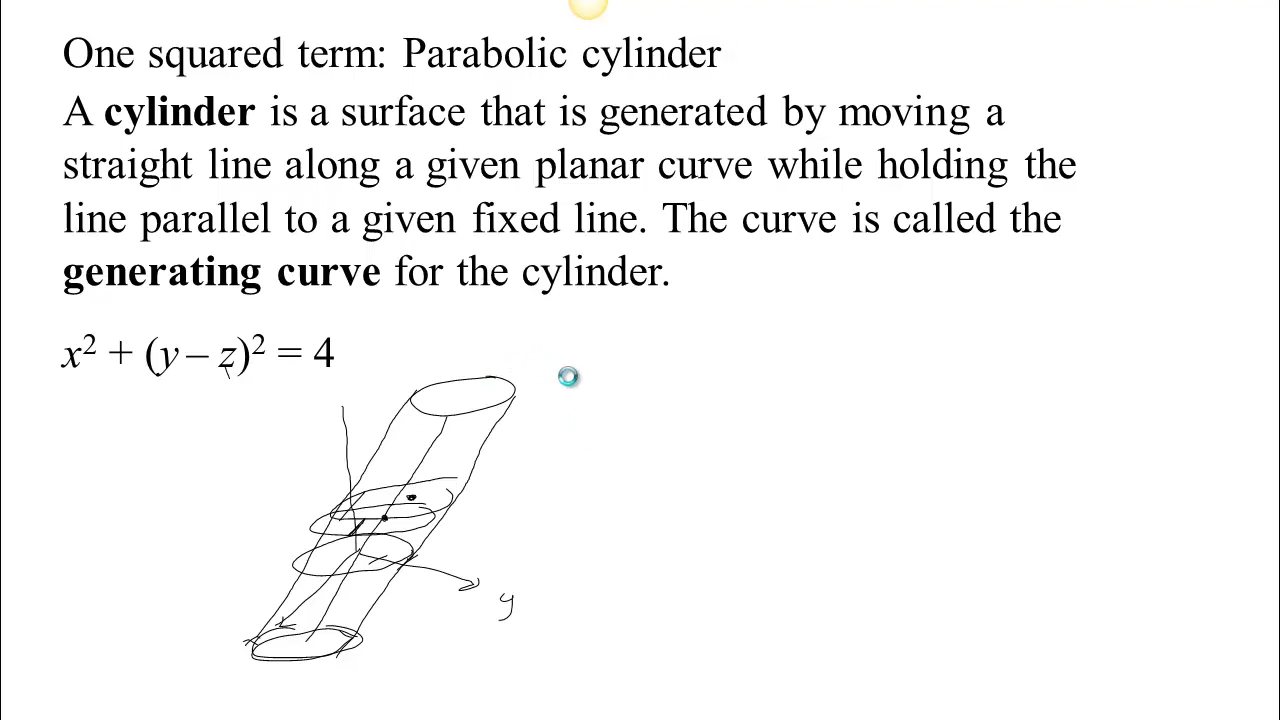 One squared term: Parabolic cylinder
A cylinder is a surface that is generated by moving a
straight line along a given planar curve while holding the
line parallel to a given fixed line. The curve is called the
generating curve for the cylinder.
x² + (y – z)² = 4
x
y